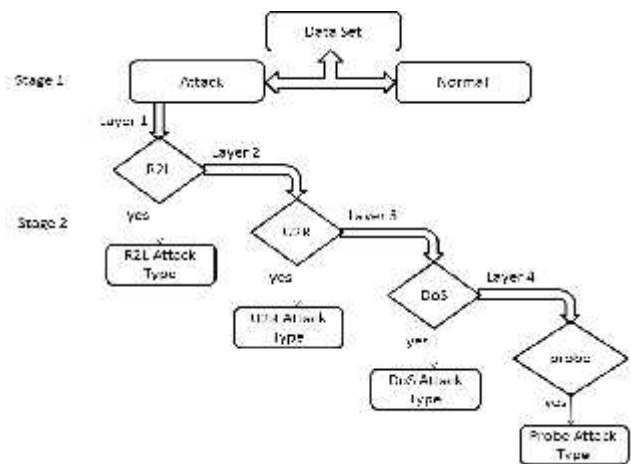 Data Set
Stage 1
Attack
Normal
Layer 1
R2L
Layer 2
Stage 2
yes
U2R
Layer 3
R2L Attack
Type
yes
DoS
Layer 4
U2R Attack
Type
yes
probe
DoS Attack
Type
yes
Probe Attack
Type